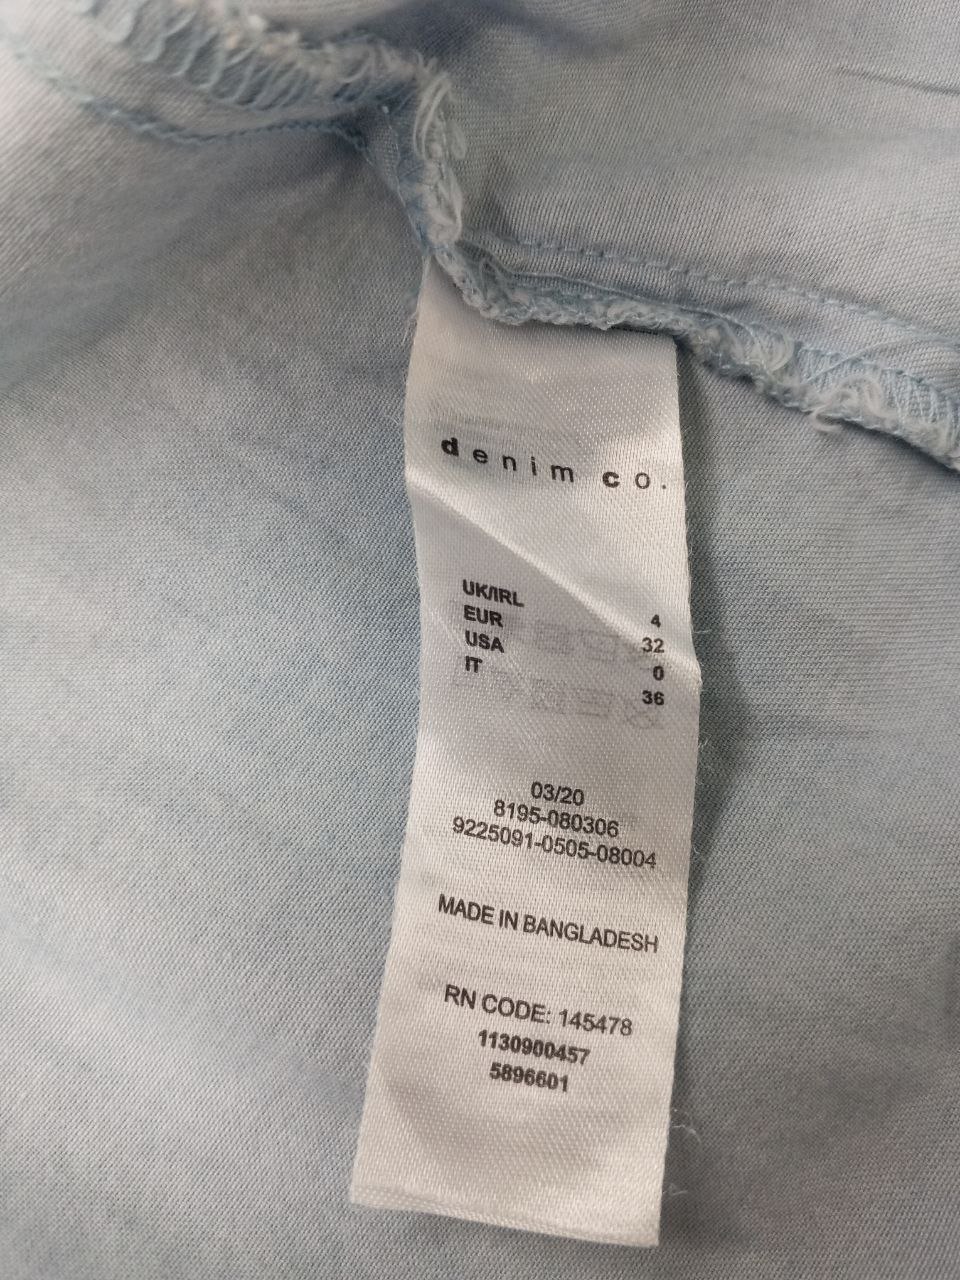 denim co.
UK/IRL 4
EUR 32
USA 0
IT 36
03/20
8195-080306
9225091-0505-08004
MADE IN BANGLADESH
RN CODE: 145478
1130900457
5896601